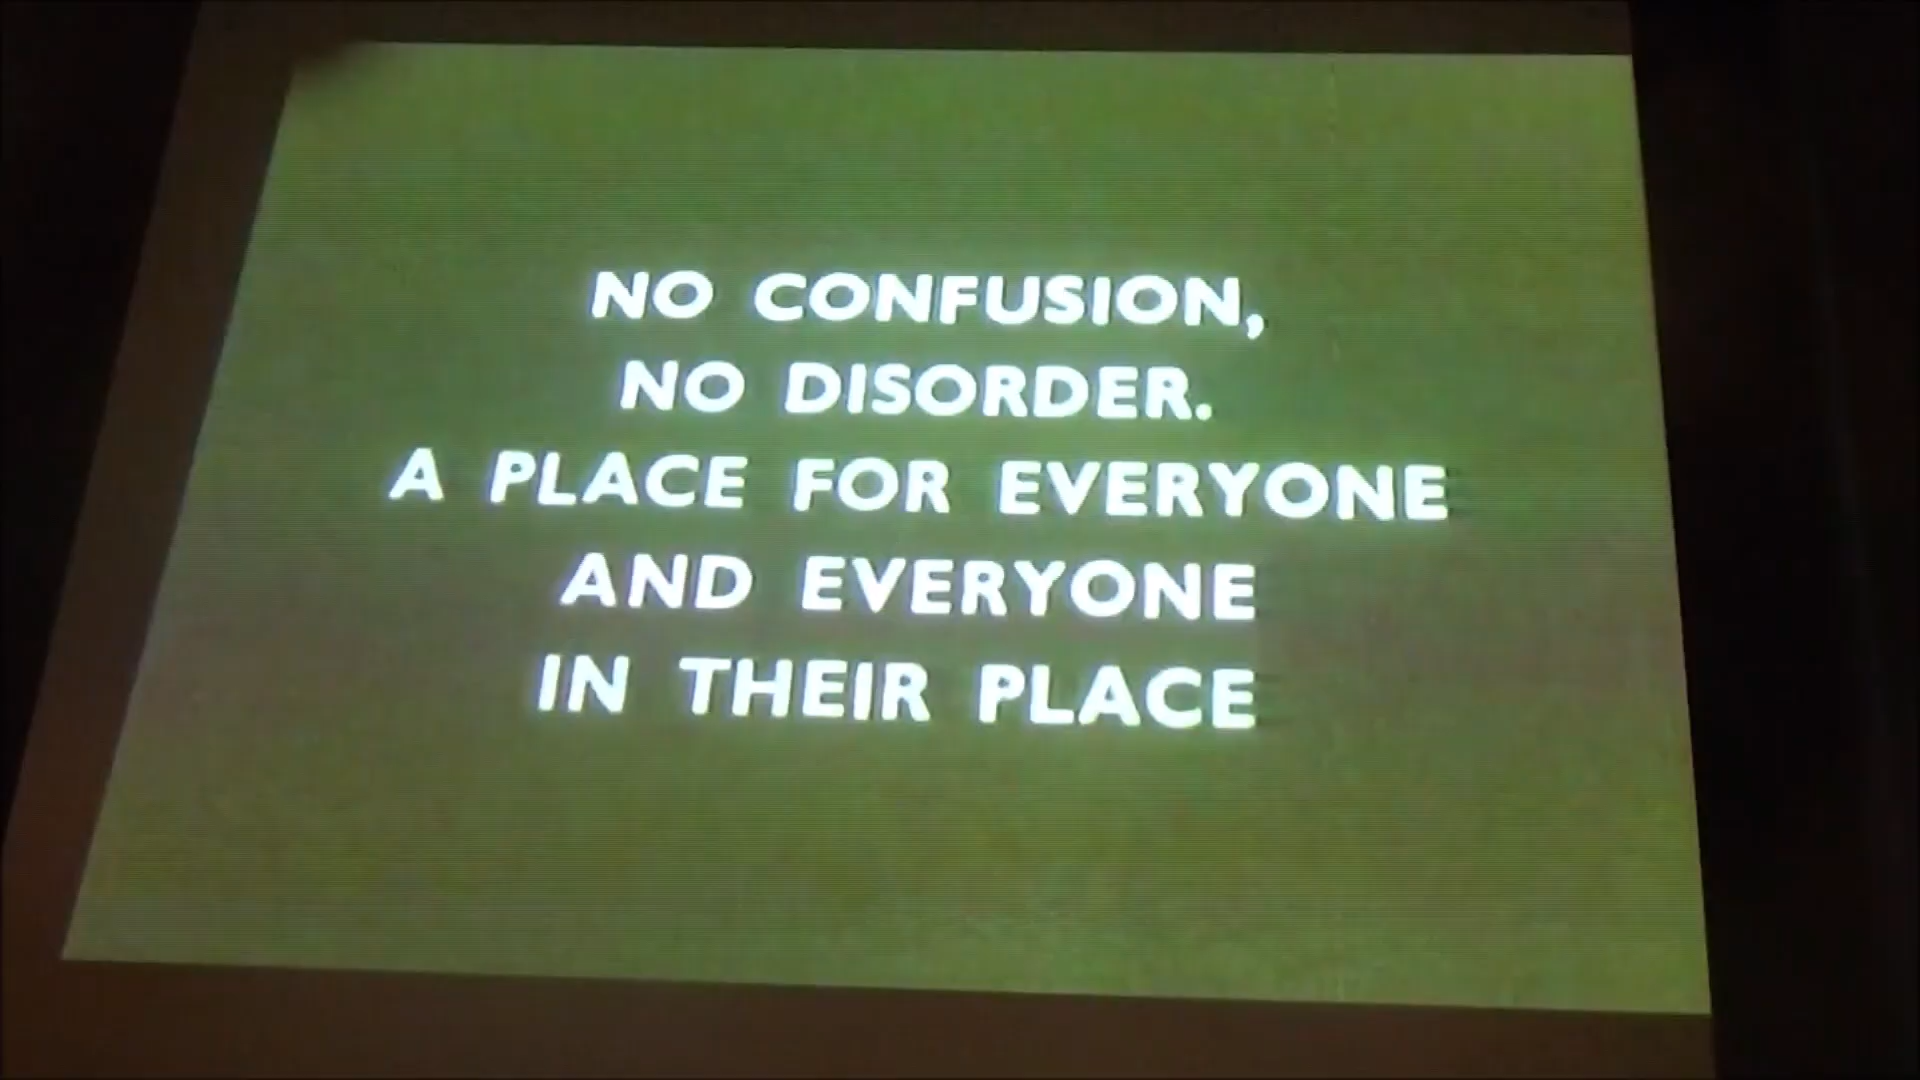 NO CONFUSION,
NO DISORDER.
A PLACE FOR EVERYONE
AND EVERYONE
IN THEIR PLACE